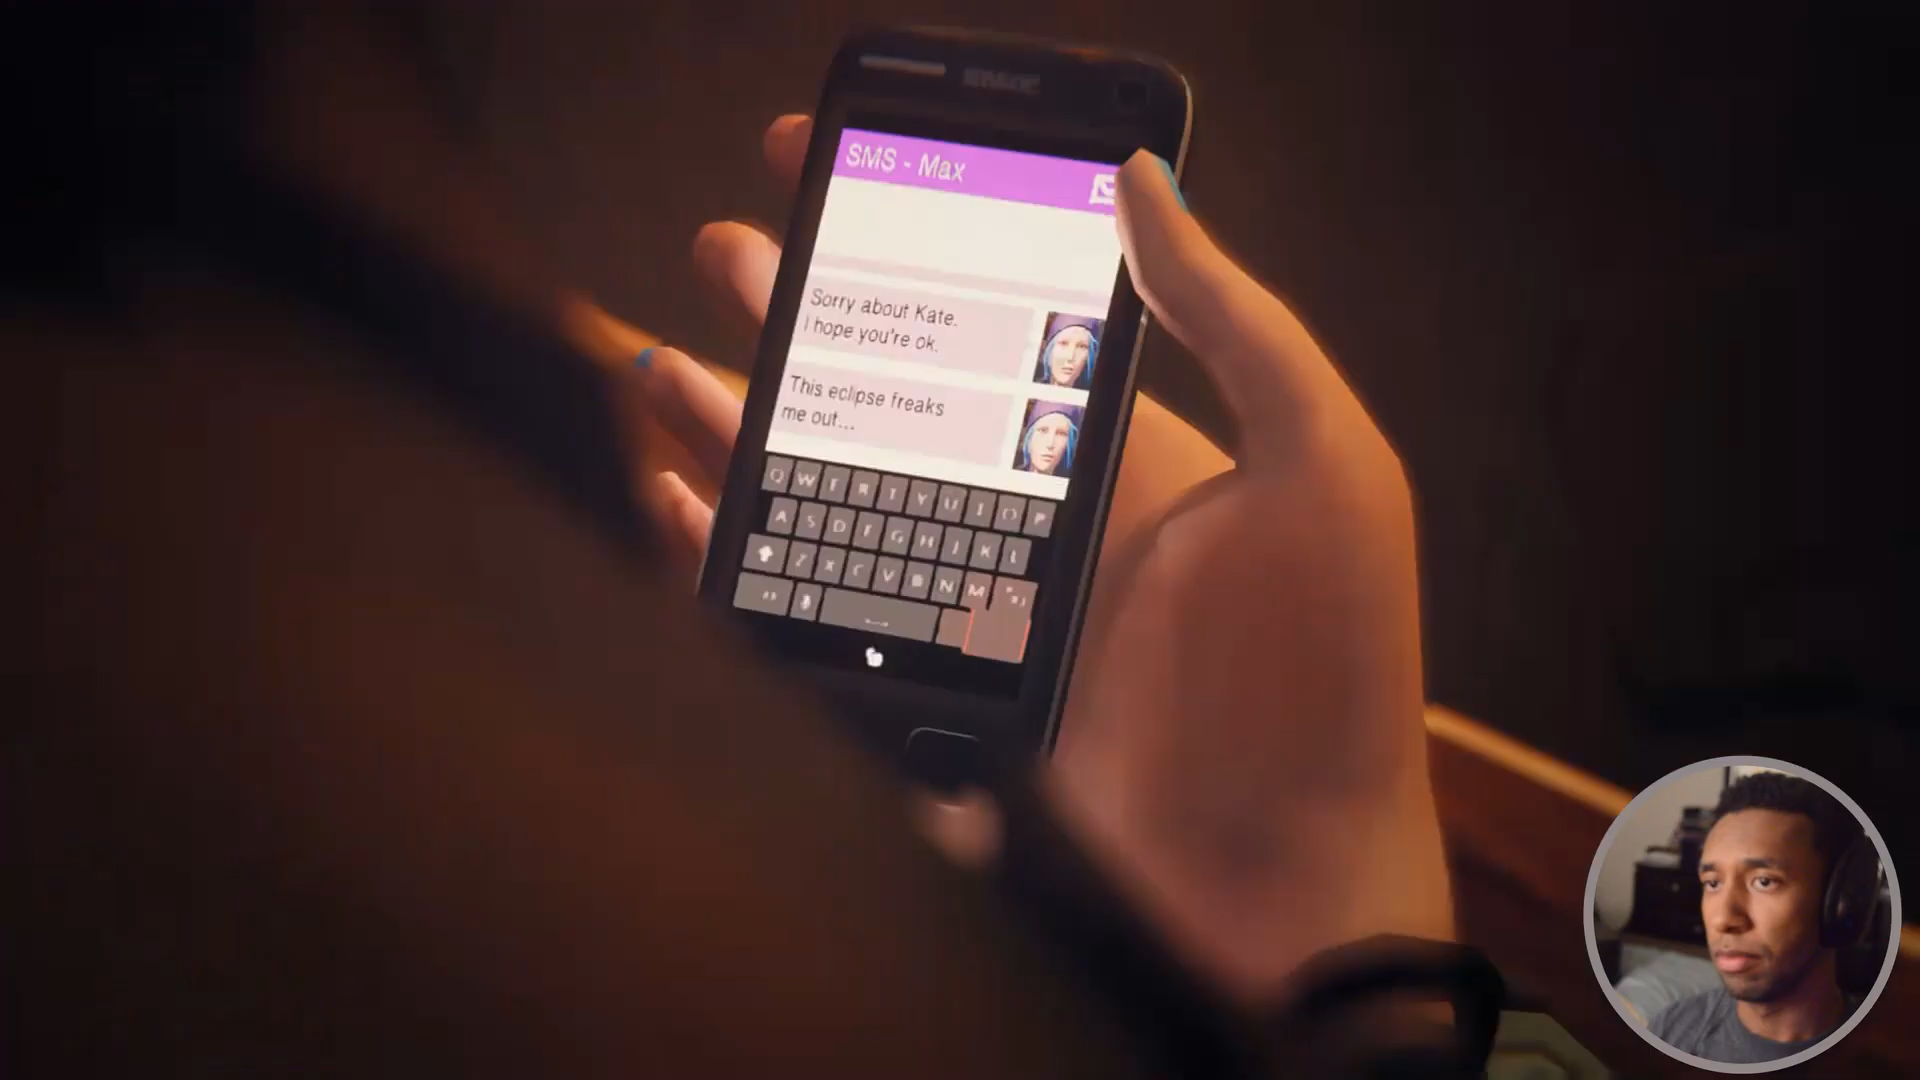 SMS - Max
Sorry about Kate.
I hope you're ok.
This eclipse freaks
me out...
Q W E R T Y U I O P
A S D F G H J K L
Z X C V B N M